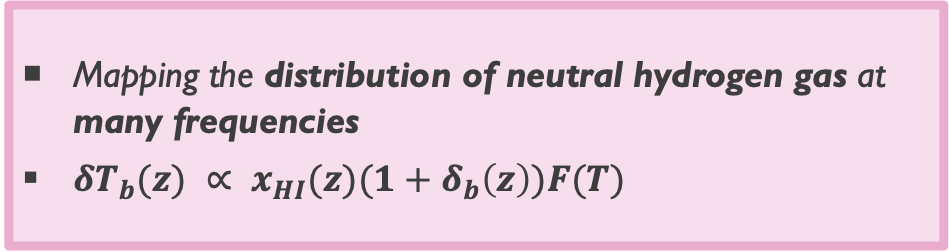 ▪ Mapping the distribution of neutral hydrogen gas at
many frequencies
▪ δT_b(z) ∝ x_HI(z)(1 + δ_b(z))F(T)